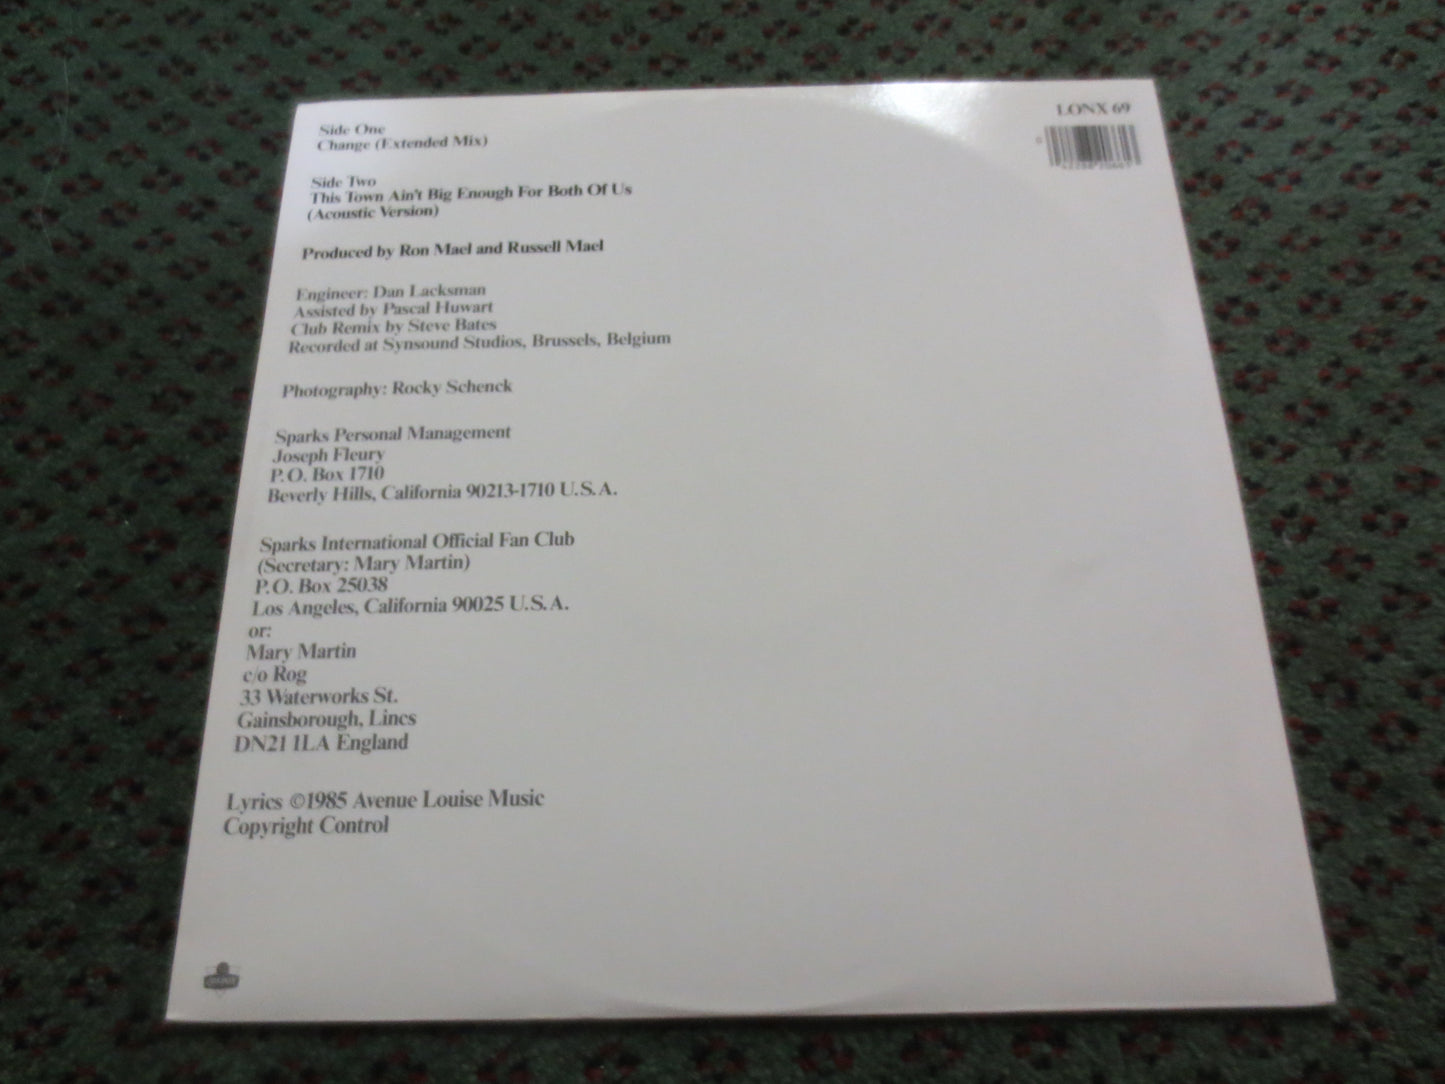 LONX 69
Side One
Change (Extended Mix)
Side Two
This Town Ain't Big Enough For Both Of Us
(Acoustic Version)
Produced by Ron Mael and Russell Mael
Engineer: Dan Lacksman
Assisted by Pascal Huwart
Club Remix by Steve Bates
Recorded at Synsound Studios, Brussels, Belgium
Photography: Rocky Schenck
Sparks Personal Management
Joseph Fleury
P.O. Box 1710
Beverly Hills, California 90213-1710 U.S.A.
Sparks International Official Fan Club
(Secretary: Mary Martin)
P.O. Box 25038
Los Angeles, California 90025 U.S.A.
or:
Mary Martin
c/o Rog
33 Waterworks St.
Gainsborough, Lincs
DN21 1LA England
Lyrics ©1985 Avenue Louise Music
Copyright Control